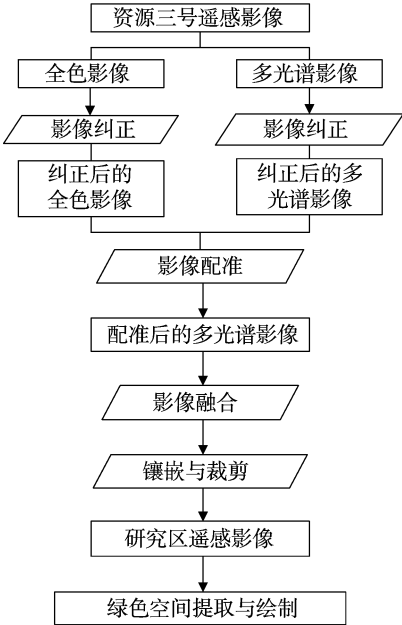 资源三号遥感影像
全色影像
多光谱影像
影像纠正
影像纠正
纠正后的
全色影像
纠正后的多
光谱影像
影像配准
配准后的多光谱影像
影像融合
镶嵌与裁剪
研究区遥感影像
绿色空间提取与绘制